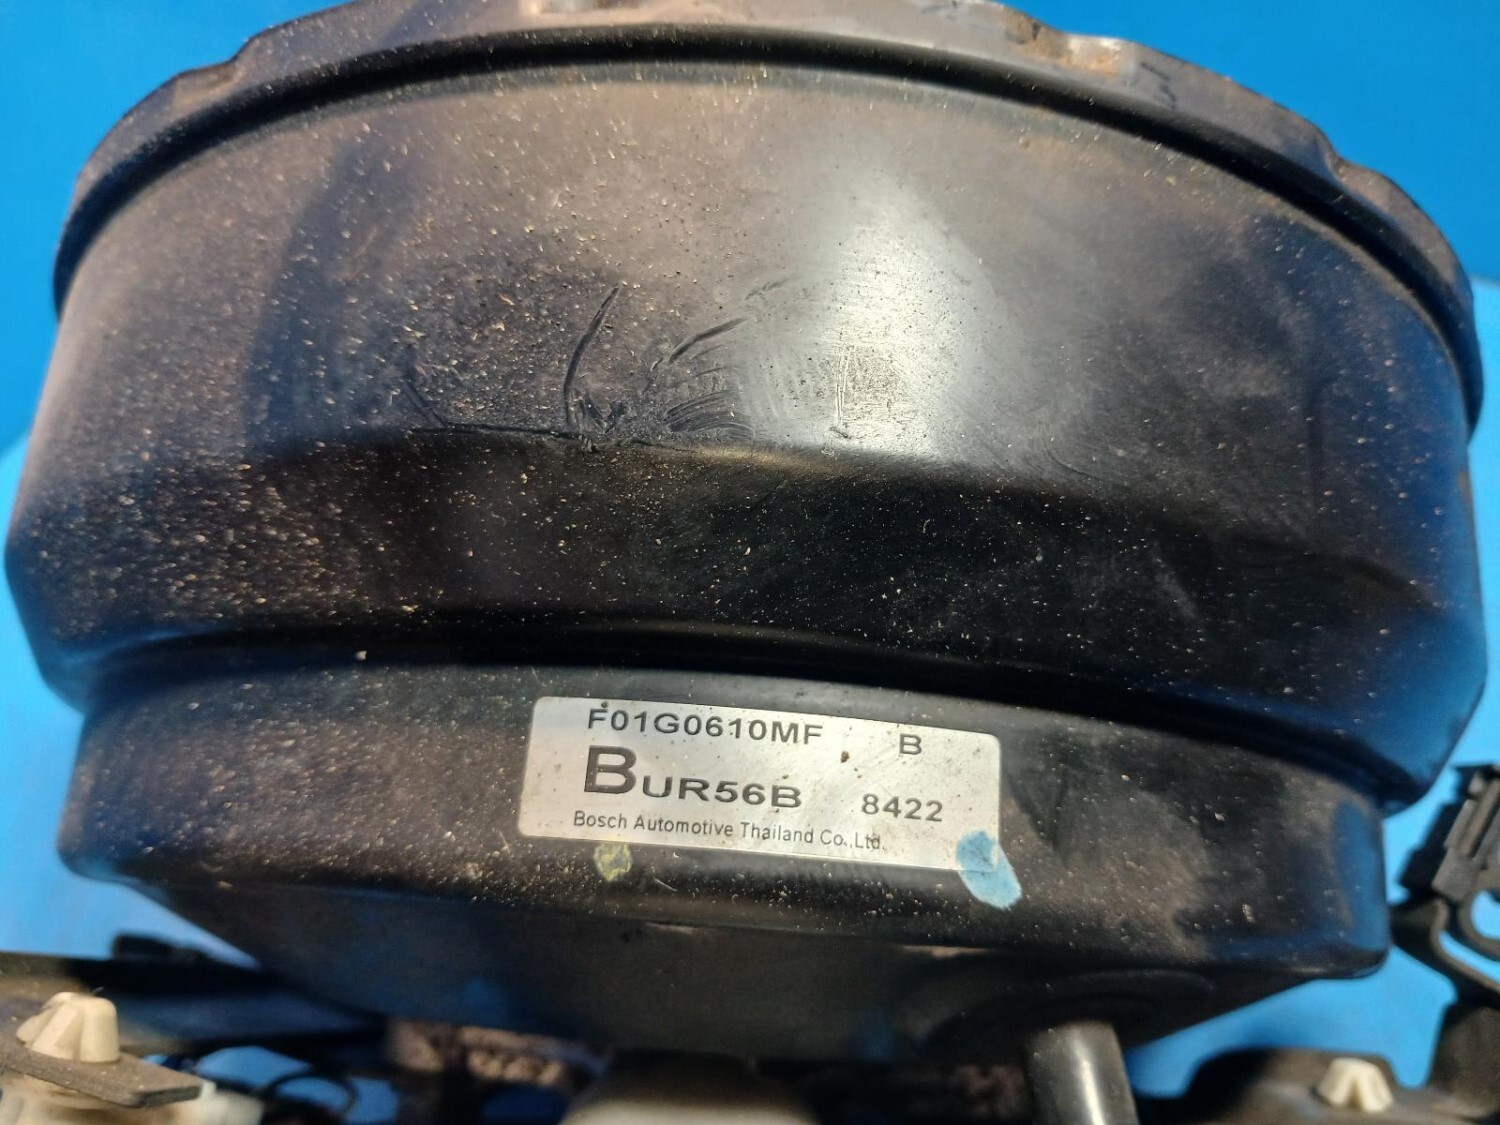 F01G0610MF B
BUR56B 8422
Bosch Automotive Thailand Co.,Ltd.